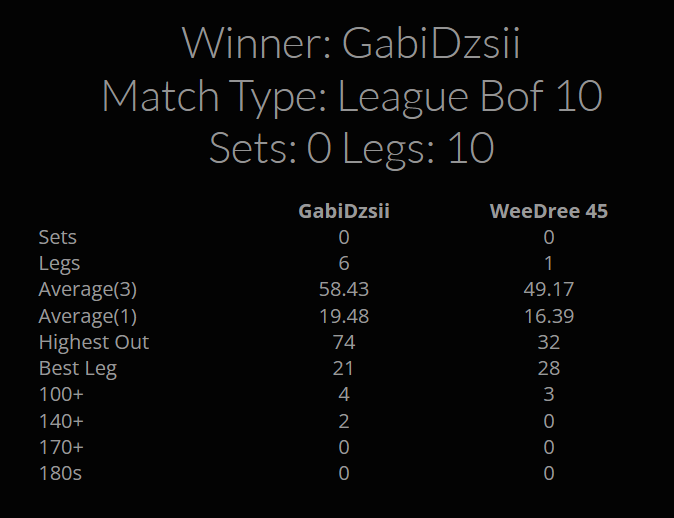 Winner: GabiDzsii
Match Type: League Bof 10
Sets: 0 Legs: 10
GabiDzsii WeeDree 45
Sets 0 0
Legs 6 1
Average(3) 58.43 49.17
Average(1) 19.48 16.39
Highest Out 74 32
Best Leg 21 28
100+ 4 3
140+ 2 0
170+ 0 0
180s 0 0